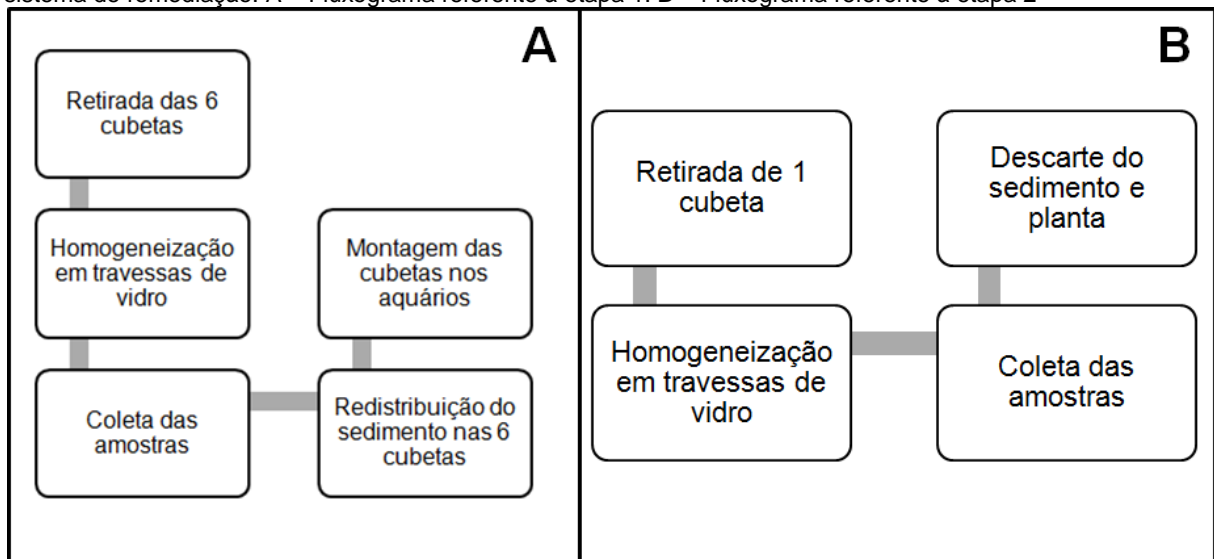 sistema de remediação. A – Fluxograma referente à etapa 1. B – Fluxograma referente à etapa 2
A
Retirada das 6
cubetas
Homogeneização
em travessas de
vidro
Coleta das
amostras
Redistribuição do
sedimento nas 6
cubetas
Montagem das
cubetas nos
aquários
B
Retirada de 1
cubeta
Homogeneização
em travessas de
vidro
Coleta das
amostras
Descarte do
sedimento e
planta